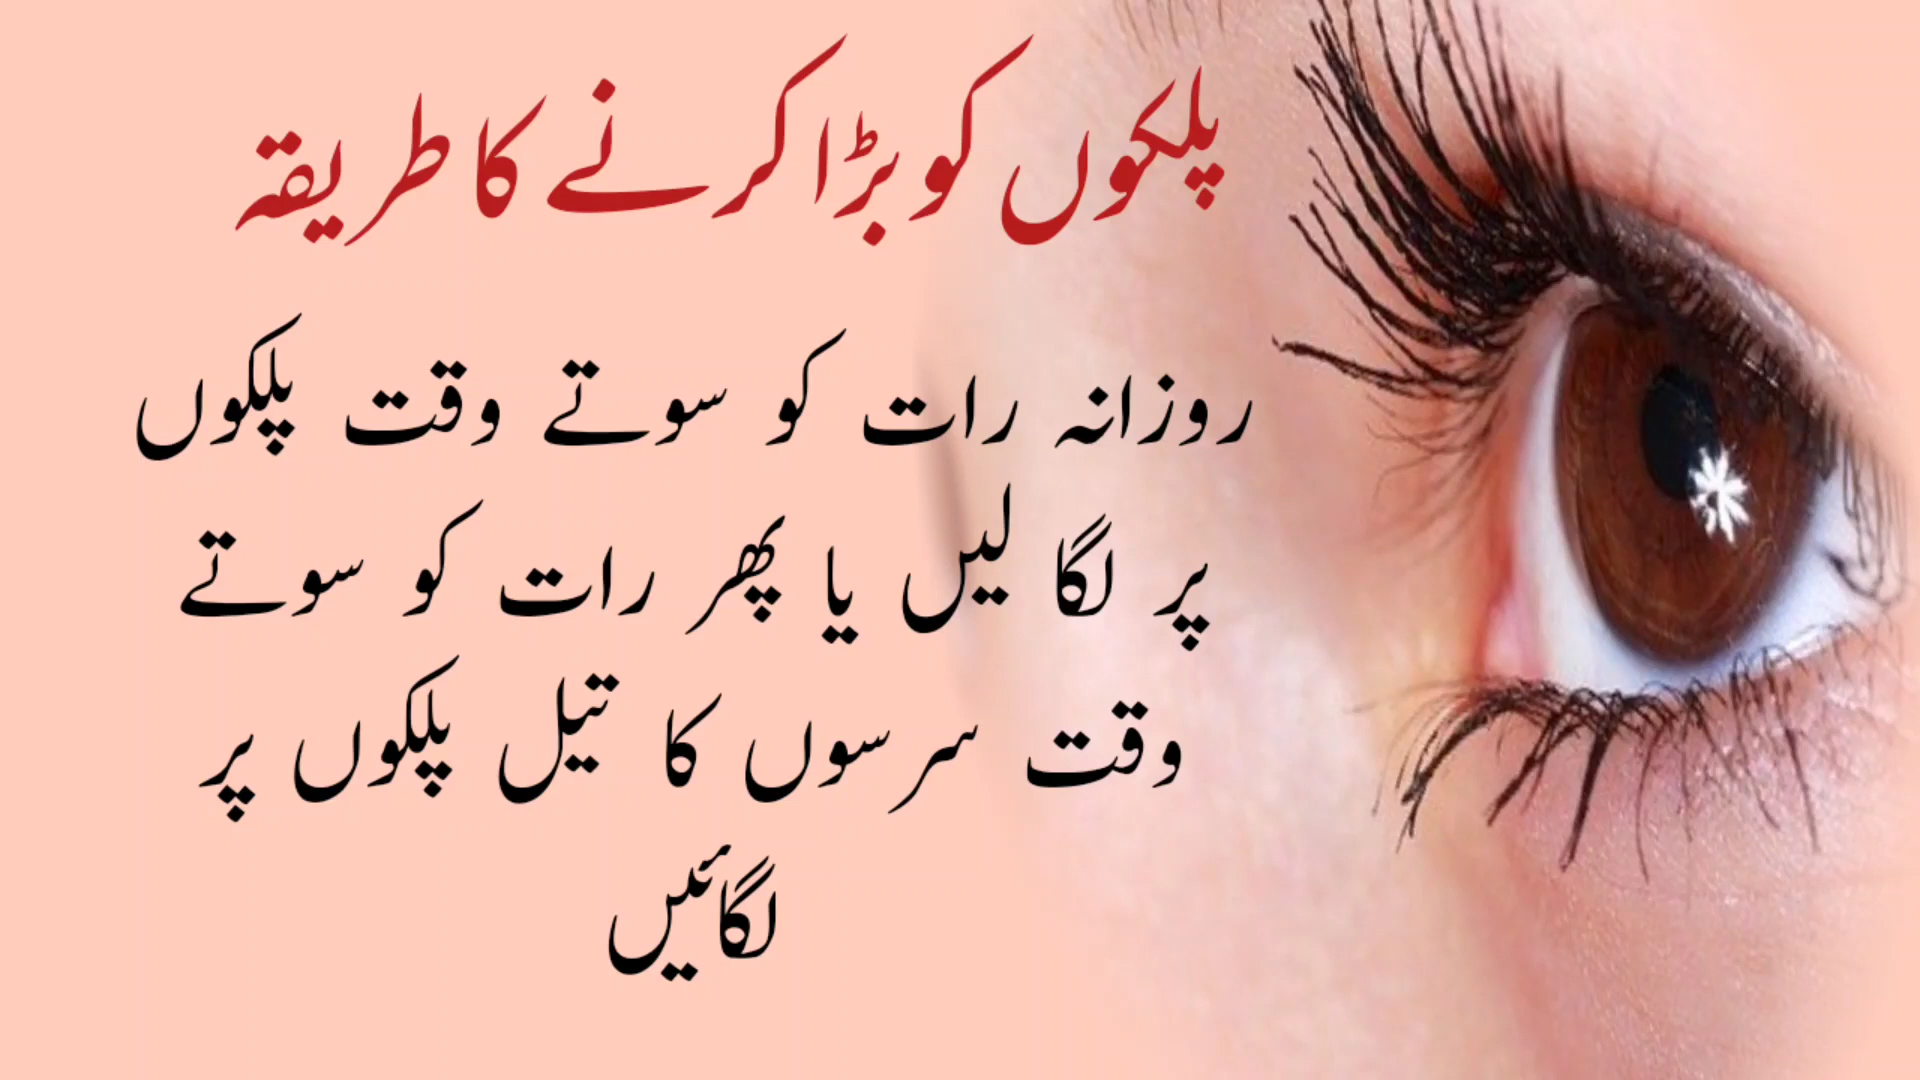 پلکوں کو بڑا کرنے کا طریقہ
روزانہ رات کو سوتے وقت پلکوں
پر لگا لیں یا پھر رات کو سوتے
وقت سرسوں کا تیل پلکوں پر
لگائیں